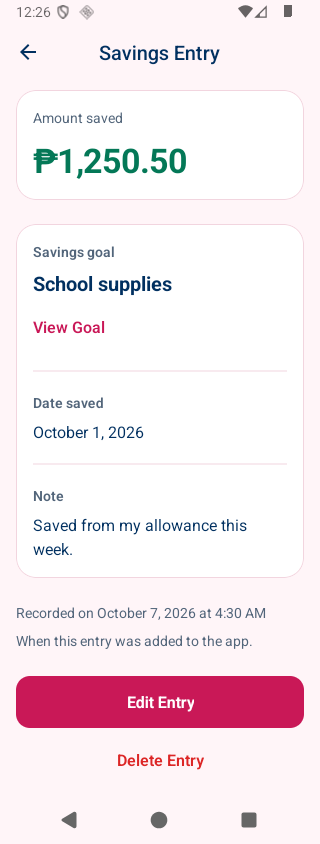 12:26
Savings Entry
Amount saved
₱1,250.50
Savings goal
School supplies
View Goal
Date saved
October 1, 2026
Note
Saved from my allowance this
week.
Recorded on October 7, 2026 at 4:30 AM
When this entry was added to the app.
Edit Entry
Delete Entry